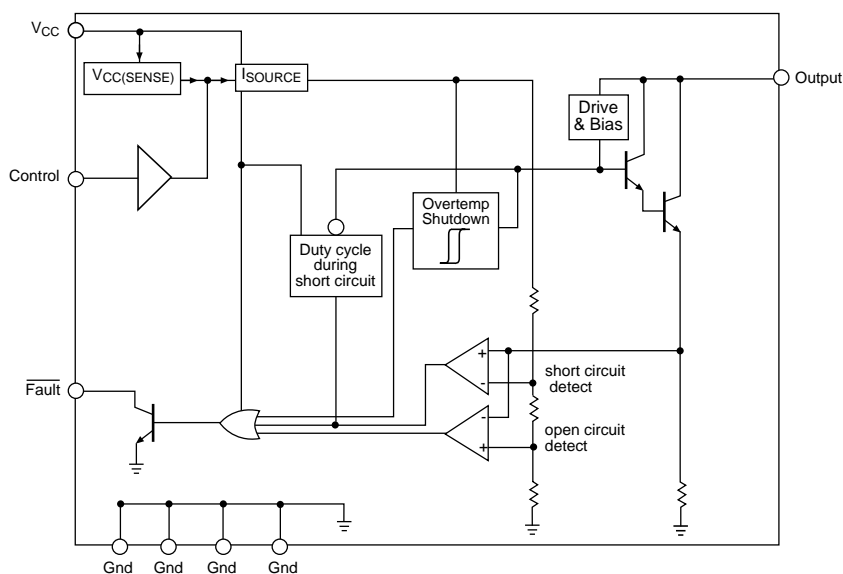 VCC
VCC(SENSE)
ISOURCE
Output
Drive
& Bias
Control
Overtemp
Shutdown
Duty cycle
during
short circuit
+
-
short circuit
detect
Fault
-
+
open circuit
detect
Gnd
Gnd
Gnd
Gnd